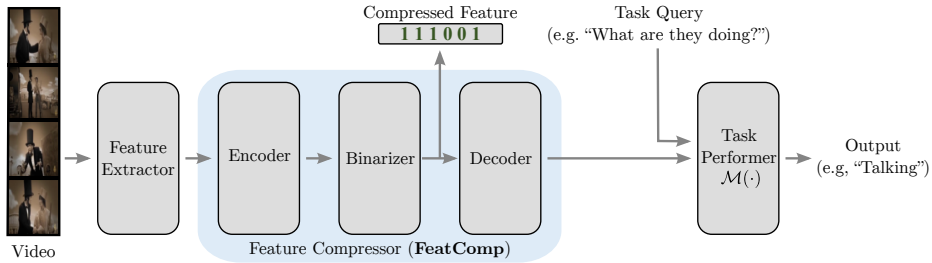 Compressed Feature
111001
Task Query
(e.g. “What are they doing?”)
Feature
Extractor
Encoder
Binarizer
Decoder
Task
Performer
ℳ(·)
Output
(e.g, “Talking”)
Video
Feature Compressor (FeatComp)